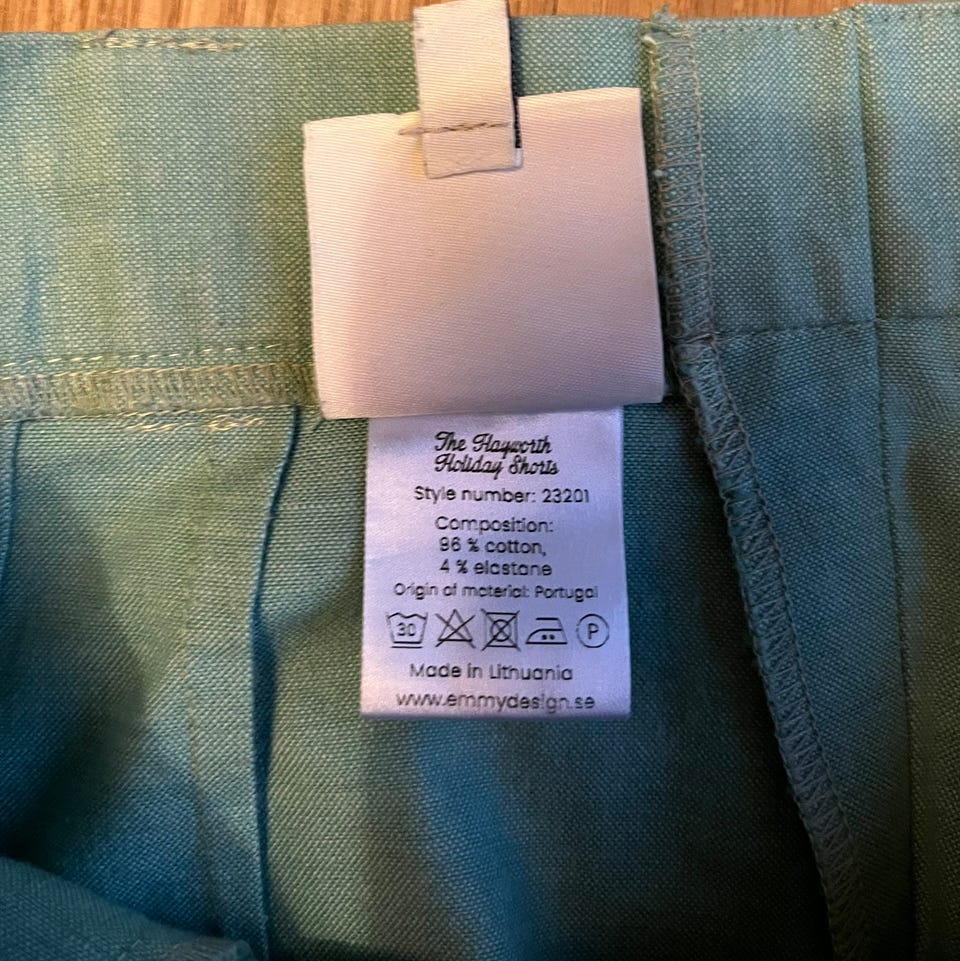 The Hayworth
Holiday Shorts
Style number: 23201
Composition:
96 % cotton,
4 % elastane
Origin of material: Portugal
30 P
Made in Lithuania
www.emmydesign.se